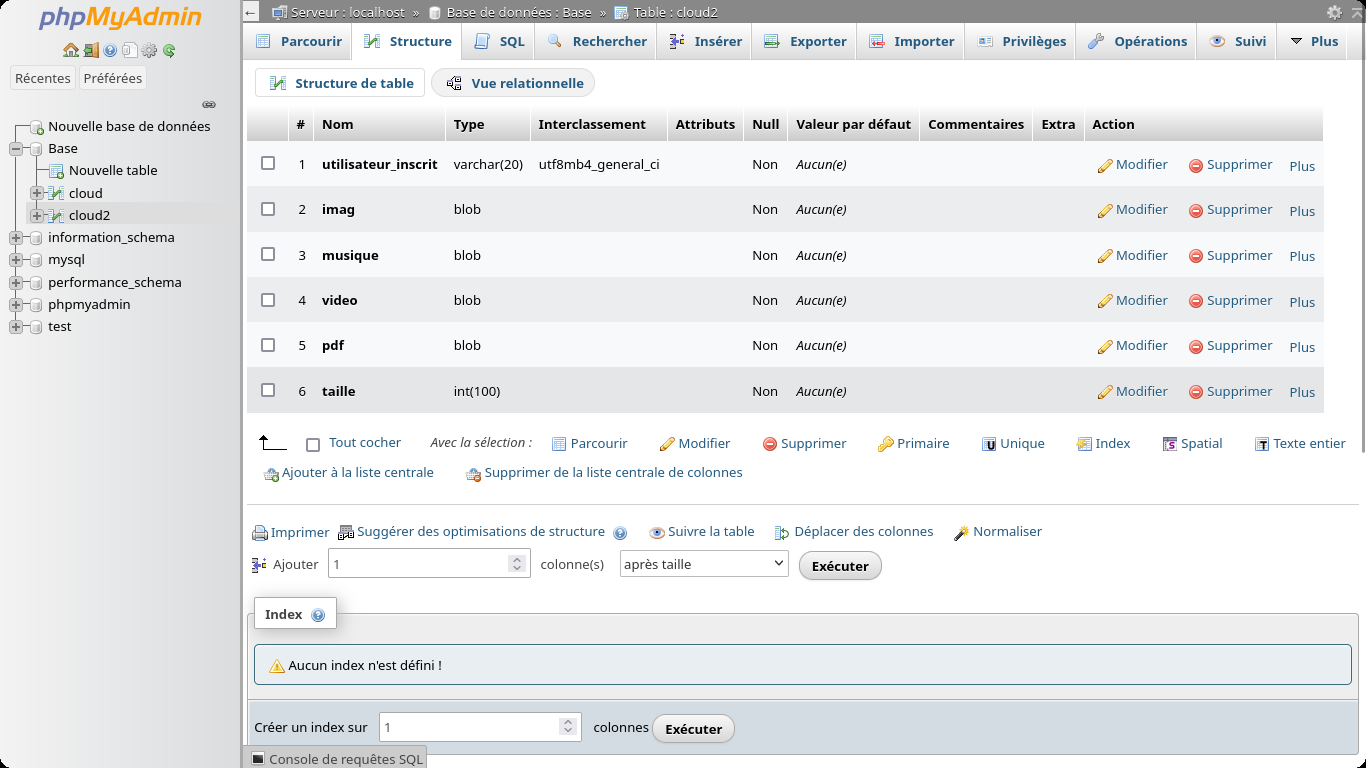 phpMyAdmin
Récentes Préférées
Nouvelle base de données
Base
Nouvelle table
cloud
cloud2
information_schema
mysql
performance_schema
phpmyadmin
test
Serveur : localhost » Base de données : Base » Table : cloud2
Parcourir Structure SQL Rechercher Insérer Exporter Importer Privilèges Opérations Suivi Plus
Structure de table Vue relationnelle
# Nom Type Interclassement Attributs Null Valeur par défaut Commentaires Extra Action
1 utilisateur_inscrit varchar(20) utf8mb4_general_ci Non Aucun(e) Modifier Supprimer Plus
2 imag blob Non Aucun(e) Modifier Supprimer Plus
3 musique blob Non Aucun(e) Modifier Supprimer Plus
4 video blob Non Aucun(e) Modifier Supprimer Plus
5 pdf blob Non Aucun(e) Modifier Supprimer Plus
6 taille int(100) Non Aucun(e) Modifier Supprimer Plus
Tout cocher Avec la sélection : Parcourir Modifier Supprimer Primaire Unique Index Spatial Texte entier
Ajouter à la liste centrale Supprimer de la liste centrale de colonnes
Imprimer Suggérer des optimisations de structure Suivre la table Déplacer des colonnes Normaliser
Ajouter 1 colonne(s) après taille Exécuter
Index
Aucun index n'est défini !
Créer un index sur 1 colonnes Exécuter
Console de requêtes SQL